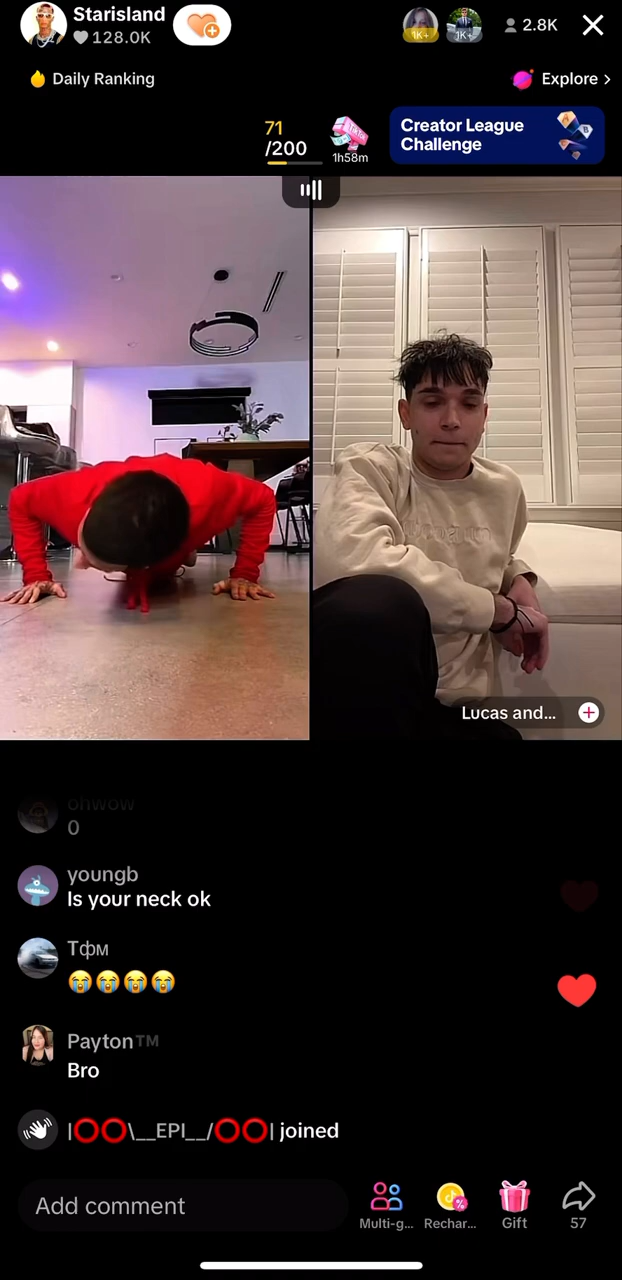 Starisland
128.0K
1K+
1K+
2.8K
Daily Ranking
Explore >
71
/200
1h58m
Creator League
Challenge
Lucas and...
ohwow
0
youngb
Is your neck ok
Тфм
😭😭😭😭
Payton™
Bro
|⭕⭕\__EPI__/⭕⭕| joined
Add comment
Multi-g...
Rechar...
Gift
57